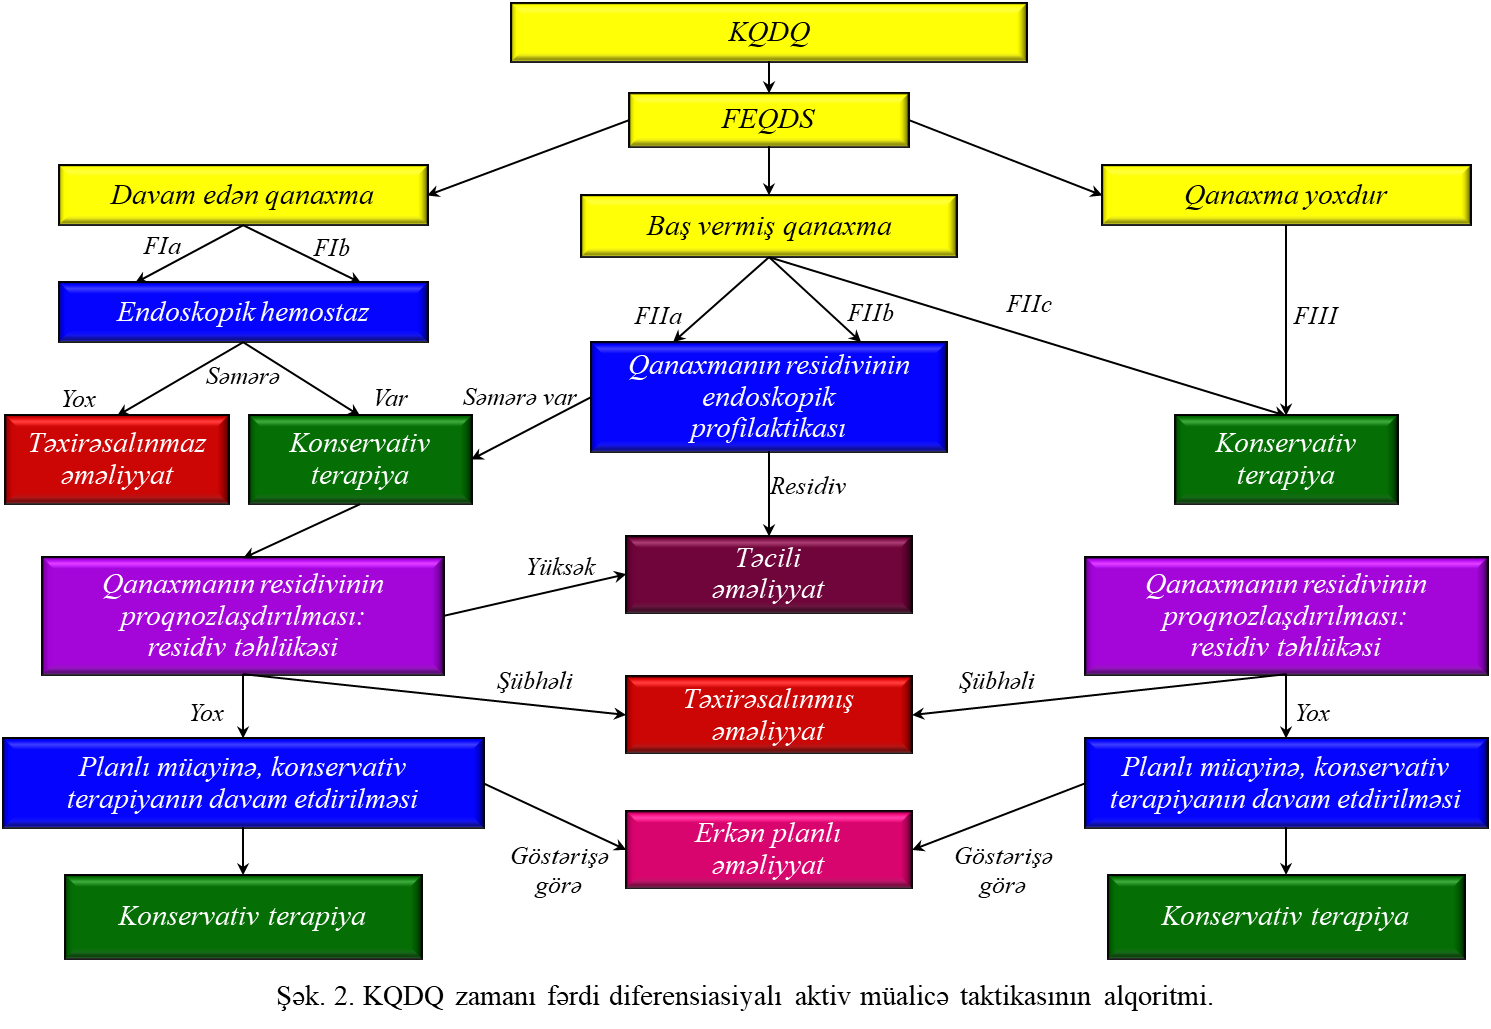 KQDQ
FEQDS
Davam edən qanaxma
Baş vermiş qanaxma
Qanaxma yoxdur
FIa
FIb
FIIa
FIIb
FIIc
FIII
Endoskopik hemostaz
Qanaxmanın residivinin
endoskopik
profilaktikası
Səmərə
Yox
Var
Səmərə var
Təxirəsalınmaz
əməliyyat
Konservativ
terapiya
Konservativ
terapiya
Residiv
Təcili
əməliyyat
Yüksək
Qanaxmanın residivinin
proqnozlaşdırılması:
residiv təhlükəsi
Qanaxmanın residivinin
proqnozlaşdırılması:
residiv təhlükəsi
Şübhəli
Təxirəsalınmış
əməliyyat
Şübhəli
Yox
Yox
Planlı müayinə, konservativ
terapiyanın davam etdirilməsi
Planlı müayinə, konservativ
terapiyanın davam etdirilməsi
Erkən planlı
əməliyyat
Göstərişə
görə
Göstərişə
görə
Konservativ terapiya
Konservativ terapiya
Şək. 2. KQDQ zamanı fərdi diferensiasiyalı aktiv müalicə taktikasının alqoritmi.